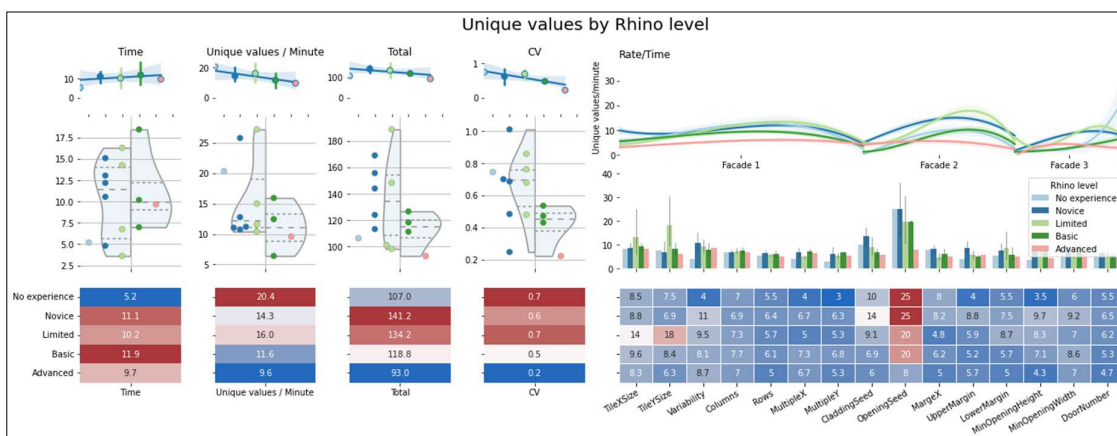 Unique values by Rhino level
Time
Unique values / Minute
Total
CV
Rate/Time
10
0
20
0
100
0
1
0
Unique values/minute
30
20
10
0
Facade 1
Facade 2
Facade 3
17.5
15.0
12.5
10.0
7.5
5.0
2.5
25
20
15
10
5
180
160
140
120
100
1.0
0.8
0.6
0.4
0.2
40
30
20
10
0
Rhino level
No experience
Novice
Limited
Basic
Advanced
No experience 5.2 20.4 107.0 0.7 8.5 7.5 4 7 5.5 4 3 10 25 8 4 5.5 3.5 6 5.5
Novice 11.1 14.3 141.2 0.6 8.8 6.9 11 6.9 6.4 6.7 6.3 14 25 8.2 8.8 7.5 9.7 9.2 6.5
Limited 10.2 16.0 134.2 0.7 14 18 9.5 7.3 5.7 5 5.3 9.1 20 4.8 5.9 8.7 8.3 7 6.2
Basic 11.9 11.6 118.8 0.5 9.6 8.4 8.1 7.7 6.1 7.3 6.8 6.9 20 6.2 5.2 5.7 7.1 8.6 5.3
Advanced 9.7 9.6 93.0 0.2 8.3 6.3 8.7 7 5 6.7 5.3 6 8 5 5.7 5 4.3 7 4.7
Time
Unique values / Minute
Total
CV
TileXSize
TileYSize
Variability
Columns
Rows
MultipleX
MultipleY
CladdingSeed
OpeningSeed
MargeX
UpperMargin
LowerMargin
MinOpeningHeight
MinOpeningWidth
DoorNumber